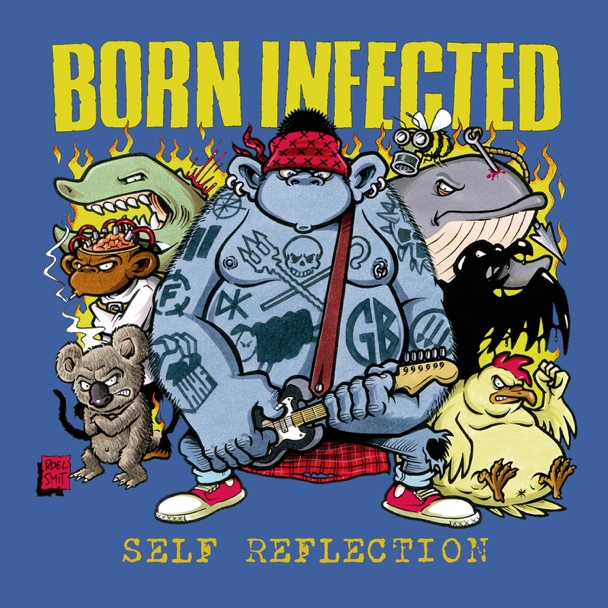 BORN INFECTED
GB
ROEL
SMIT
SELF REFLECTION